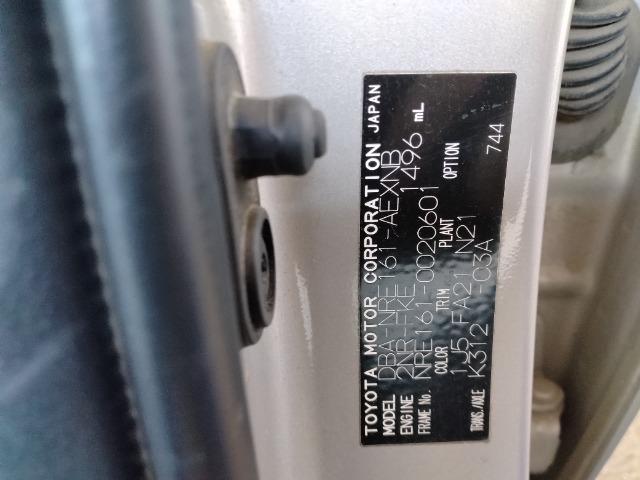 TOYOTA MOTOR CORPORATION JAPAN
MODEL DBA-NRE161-AEXNB
ENGINE 2NR-FKE 1496 mL
FRAME No. NRE161-0020601
COLOR TRIM PLANT OPTION
1J5 FA21 N21
TRANS./AXLE K312 -03A 744